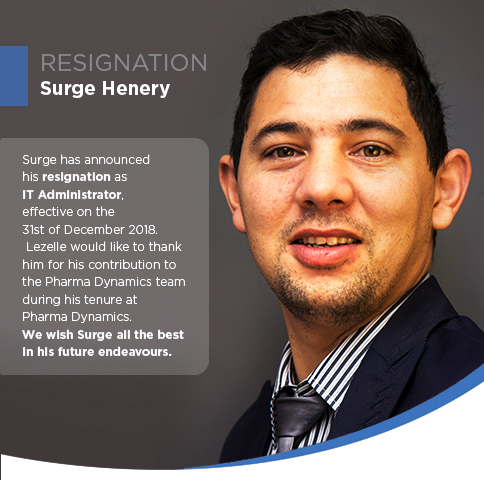 RESIGNATION
Surge Henery
Surge has announced
his resignation as
IT Administrator,
effective on the
31st of December 2018.
Lezelle would like to thank
him for his contribution to
the Pharma Dynamics team
during his tenure at
Pharma Dynamics.
We wish Surge all the best
in his future endeavours.